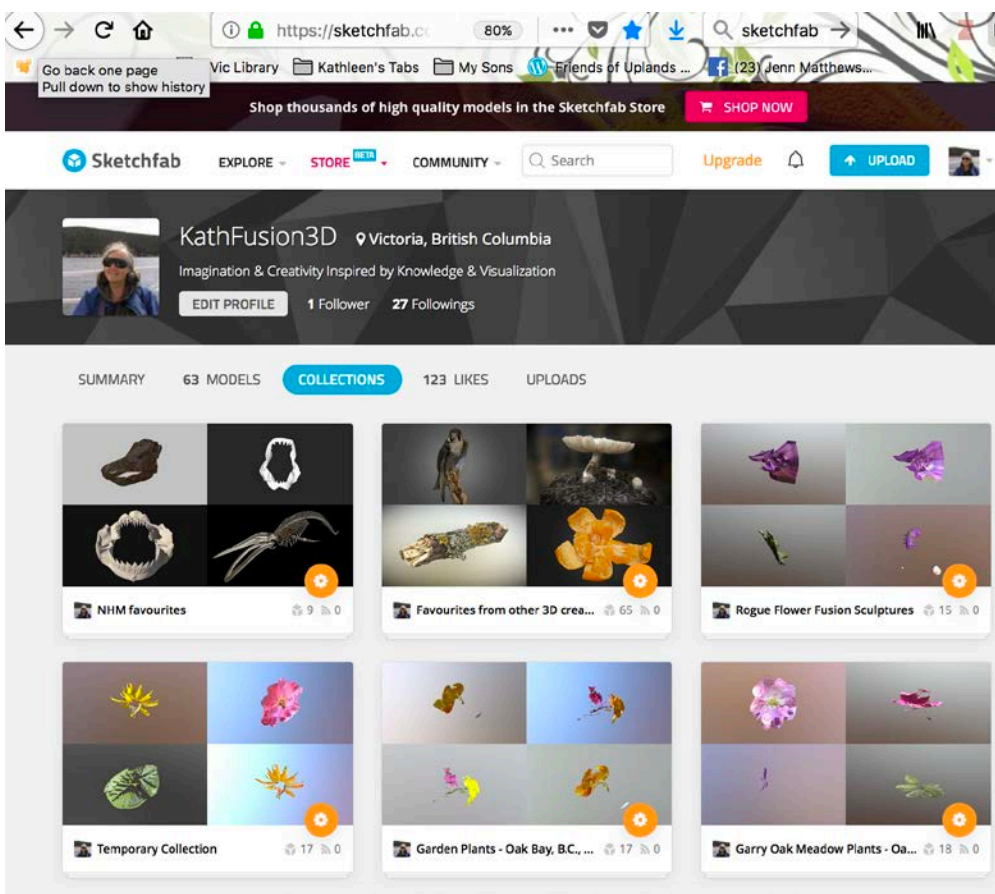 https://sketchfab.c 80% sketchfab
Go back one page
Pull down to show history
Vic Library Kathleen's Tabs My Sons Friends of Uplands ... (23) Jenn Matthews...
Shop thousands of high quality models in the Sketchfab Store SHOP NOW
Sketchfab EXPLORE STORE BETA COMMUNITY Search Upgrade UPLOAD
KathFusion3D Victoria, British Columbia
Imagination & Creativity Inspired by Knowledge & Visualization
EDIT PROFILE 1 Follower 27 Followings
SUMMARY 63 MODELS COLLECTIONS 123 LIKES UPLOADS
NHM favourites 9 0 Favourites from other 3D crea... 65 0 Rogue Flower Fusion Sculptures 15 0
Temporary Collection 17 0 Garden Plants - Oak Bay, B.C., ... 17 0 Garry Oak Meadow Plants - Oa... 18 0